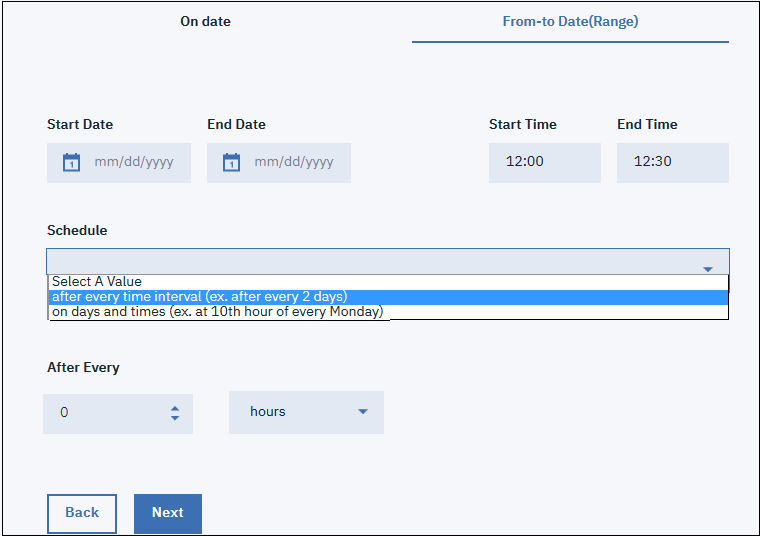 On date
From-to Date(Range)
Start Date
End Date
Start Time
End Time
1 mm/dd/yyyy
1 mm/dd/yyyy
12:00
12:30
Schedule
Select A Value
after every time interval (ex. after every 2 days)
on days and times (ex. at 10th hour of every Monday)
After Every
0
hours
Back
Next